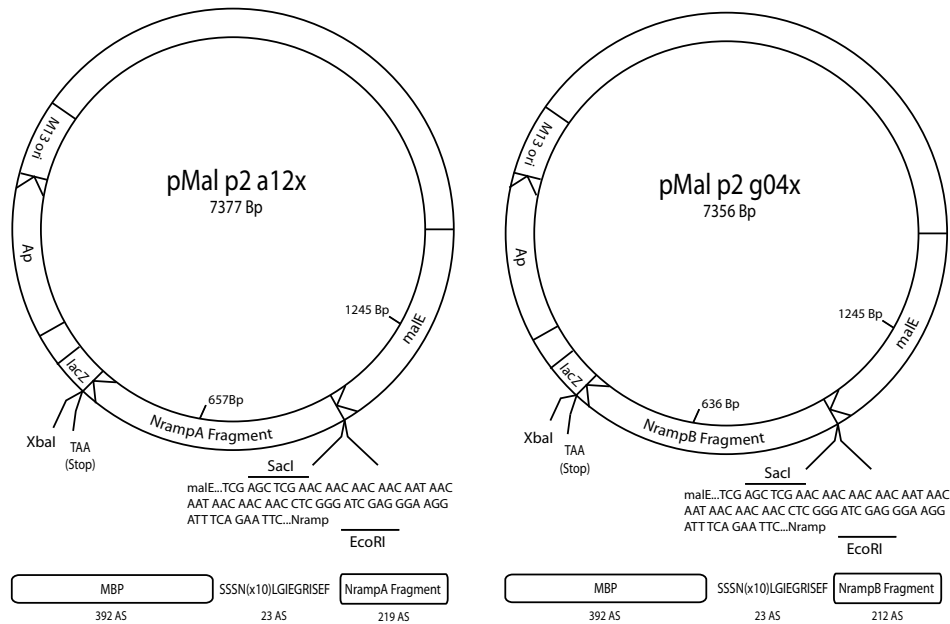 pMal p2 a12x
7377 Bp
M13 ori
Ap
lacZ
XbaI
TAA
(Stop)
657Bp
NrampA Fragment
1245 Bp
malE
SacI
malE...TCG AGC TCG AAC AAC AAC AAC AAT AAC
AAT AAC AAC AAC CTC GGG ATC GAG GGA AGG
ATT TCA GAA TTC...Nramp
EcoRI
MBP
SSSN(x10)LGIEGRISEF
NrampA Fragment
392 AS
23 AS
219 AS
pMal p2 g04x
7356 Bp
M13 ori
Ap
lacZ
XbaI
TAA
(Stop)
636 Bp
NrampB Fragment
1245 Bp
malE
SacI
malE...TCG AGC TCG AAC AAC AAC AAC AAT AAC
AAT AAC AAC AAC CTC GGG ATC GAG GGA AGG
ATT TCA GAA TTC...Nramp
EcoRI
MBP
SSSN(x10)LGIEGRISEF
NrampB Fragment
392 AS
23 AS
212 AS